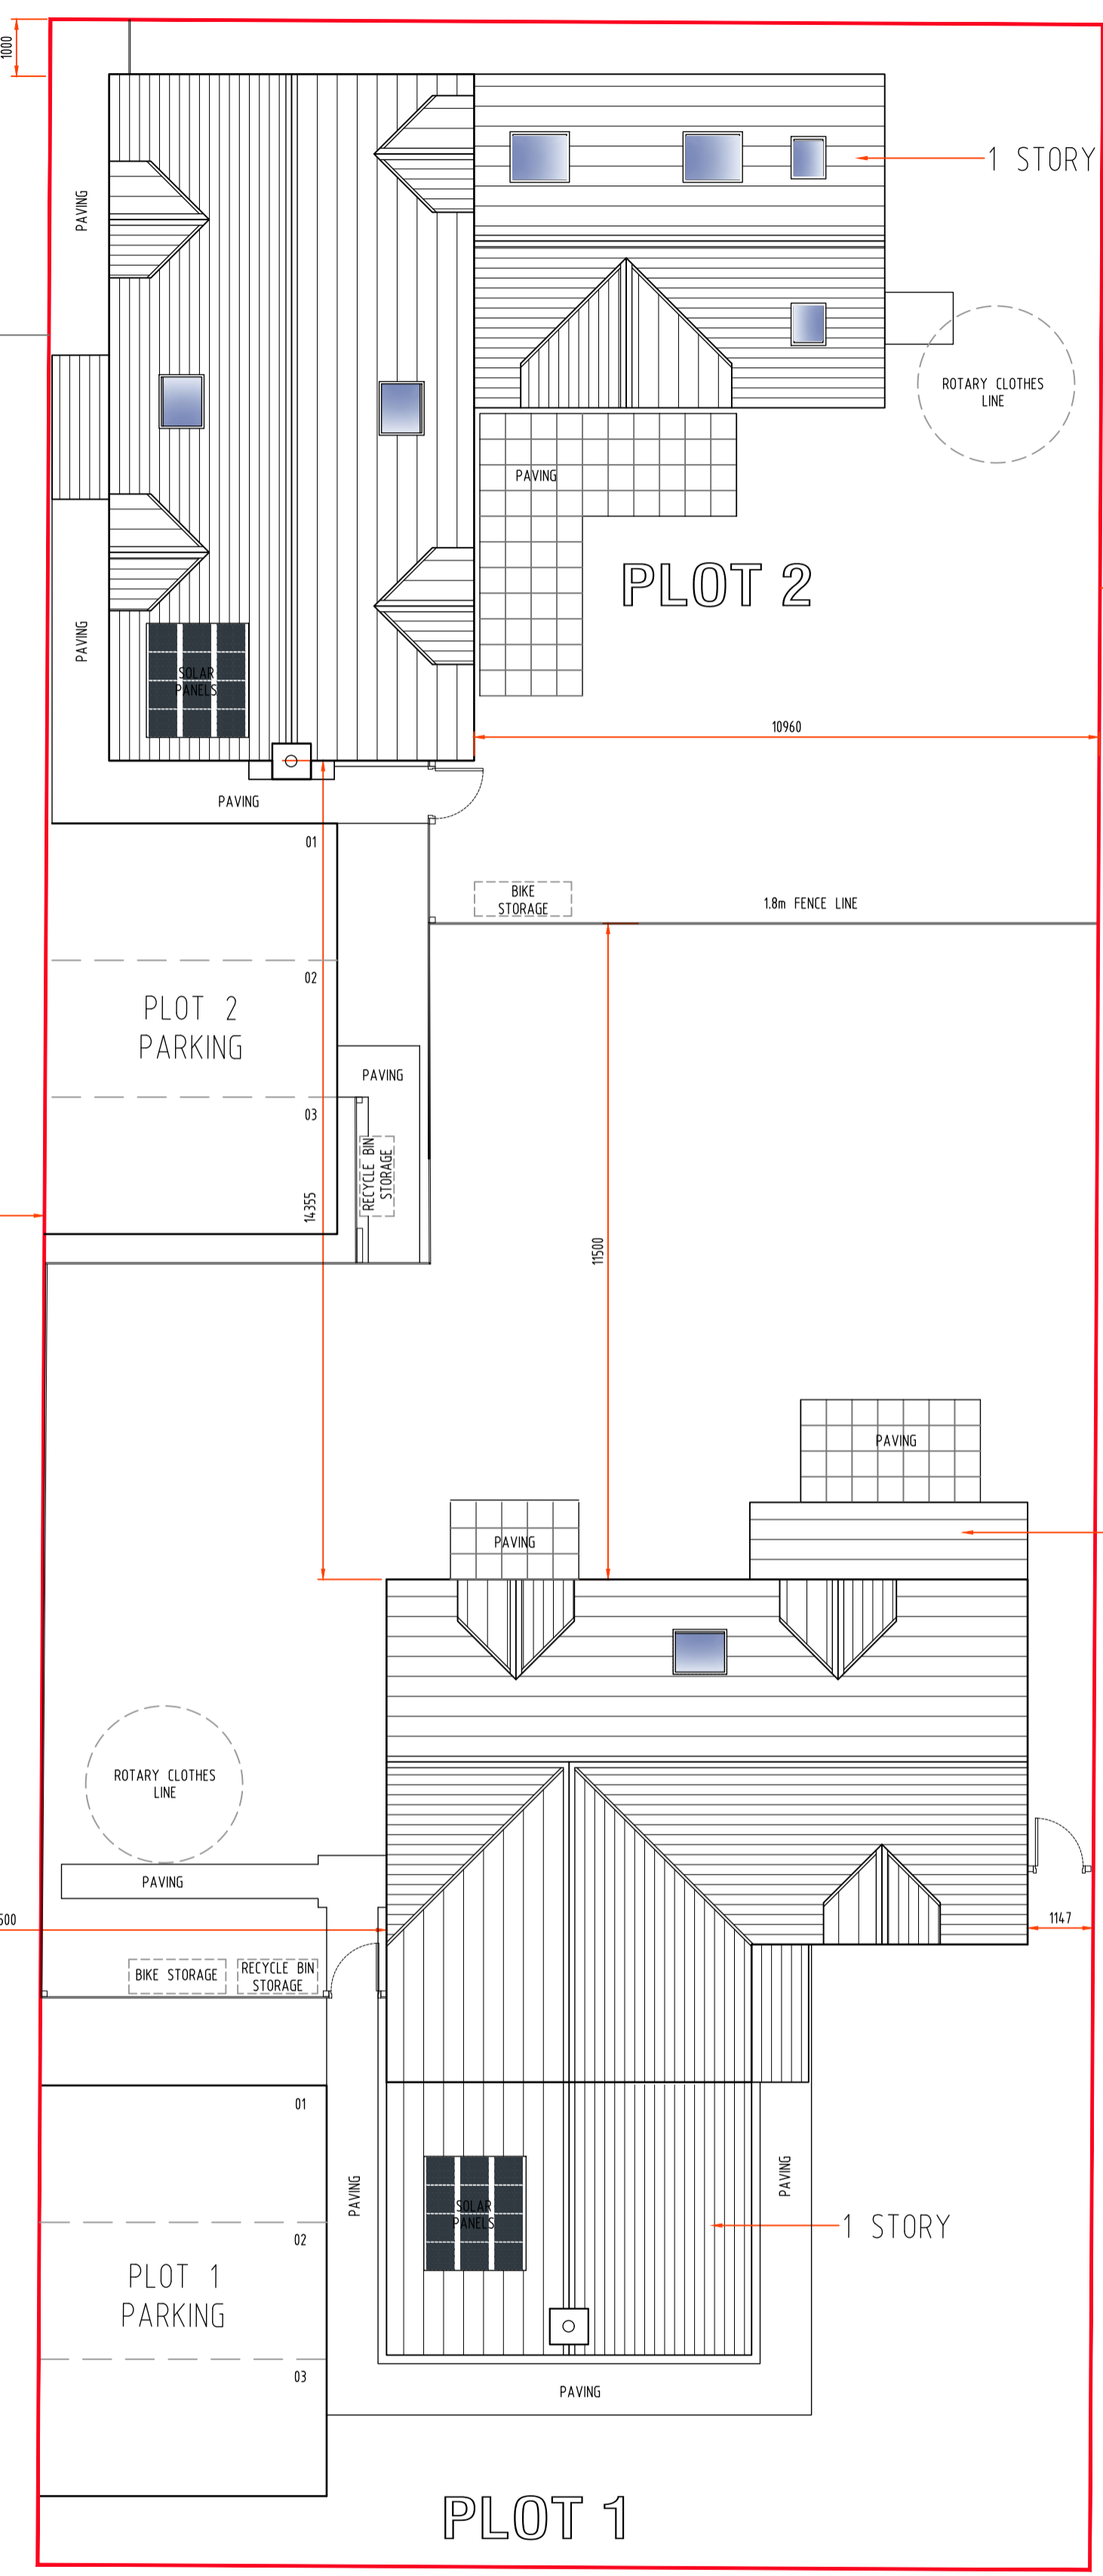 1000
1 STORY
PAVING
ROTARY CLOTHES
LINE
PAVING
PLOT 2
PAVING
SOLAR
PANELS
10960
PAVING
01
BIKE
STORAGE
1.8m FENCE LINE
02
PLOT 2
PARKING
PAVING
03
RECYCLE BIN
STORAGE
14355
11500
PAVING
PAVING
ROTARY CLOTHES
LINE
PAVING
1147
BIKE STORAGE
RECYCLE BIN
STORAGE
01
PAVING
PAVING
SOLAR
PANELS
1 STORY
02
PLOT 1
PARKING
03
PAVING
PLOT 1